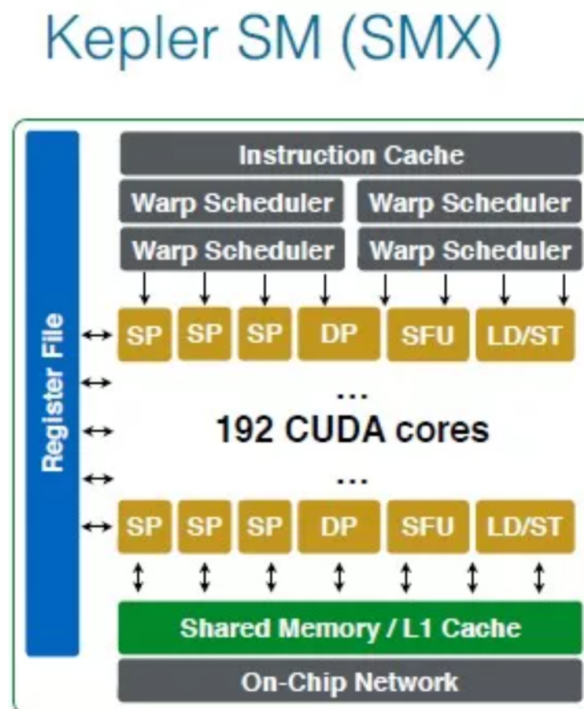 Kepler SM (SMX)
Register File
Instruction Cache
Warp Scheduler Warp Scheduler
Warp Scheduler Warp Scheduler
SP SP SP DP SFU LD/ST
...
192 CUDA cores
...
SP SP SP DP SFU LD/ST
Shared Memory / L1 Cache
On-Chip Network